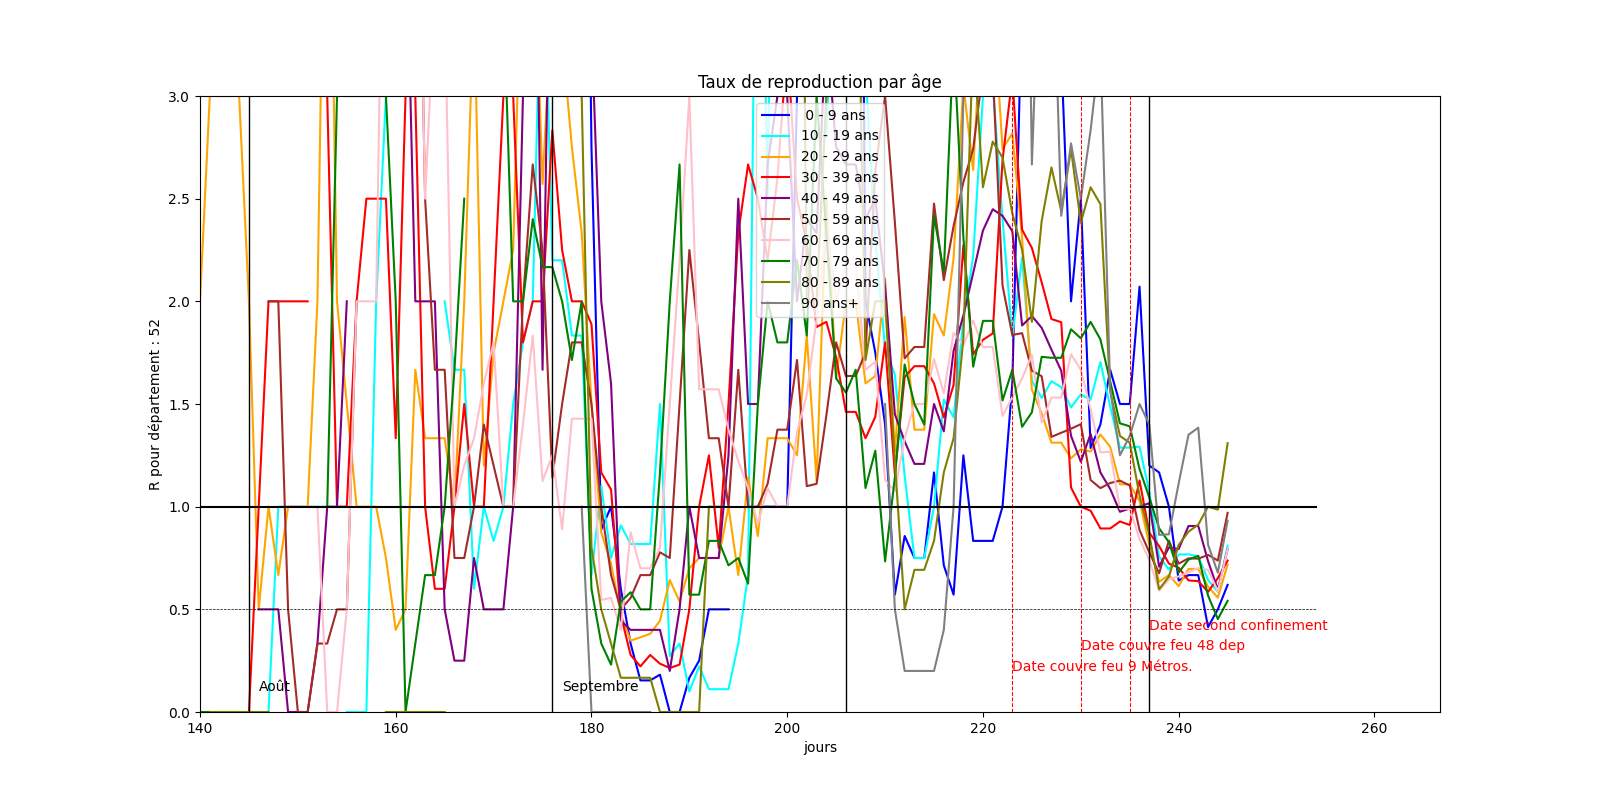 Taux de reproduction par âge
3.0
2.5
2.0
1.5
1.0
0.5
0.0
R pour département : 52
0 - 9 ans
10 - 19 ans
20 - 29 ans
30 - 39 ans
40 - 49 ans
50 - 59 ans
60 - 69 ans
70 - 79 ans
80 - 89 ans
90 ans+
Date second confinement
Date couvre feu 48 dep
Date couvre feu 9 Métros.
Août
Septembre
140
160
180
200
220
240
260
jours